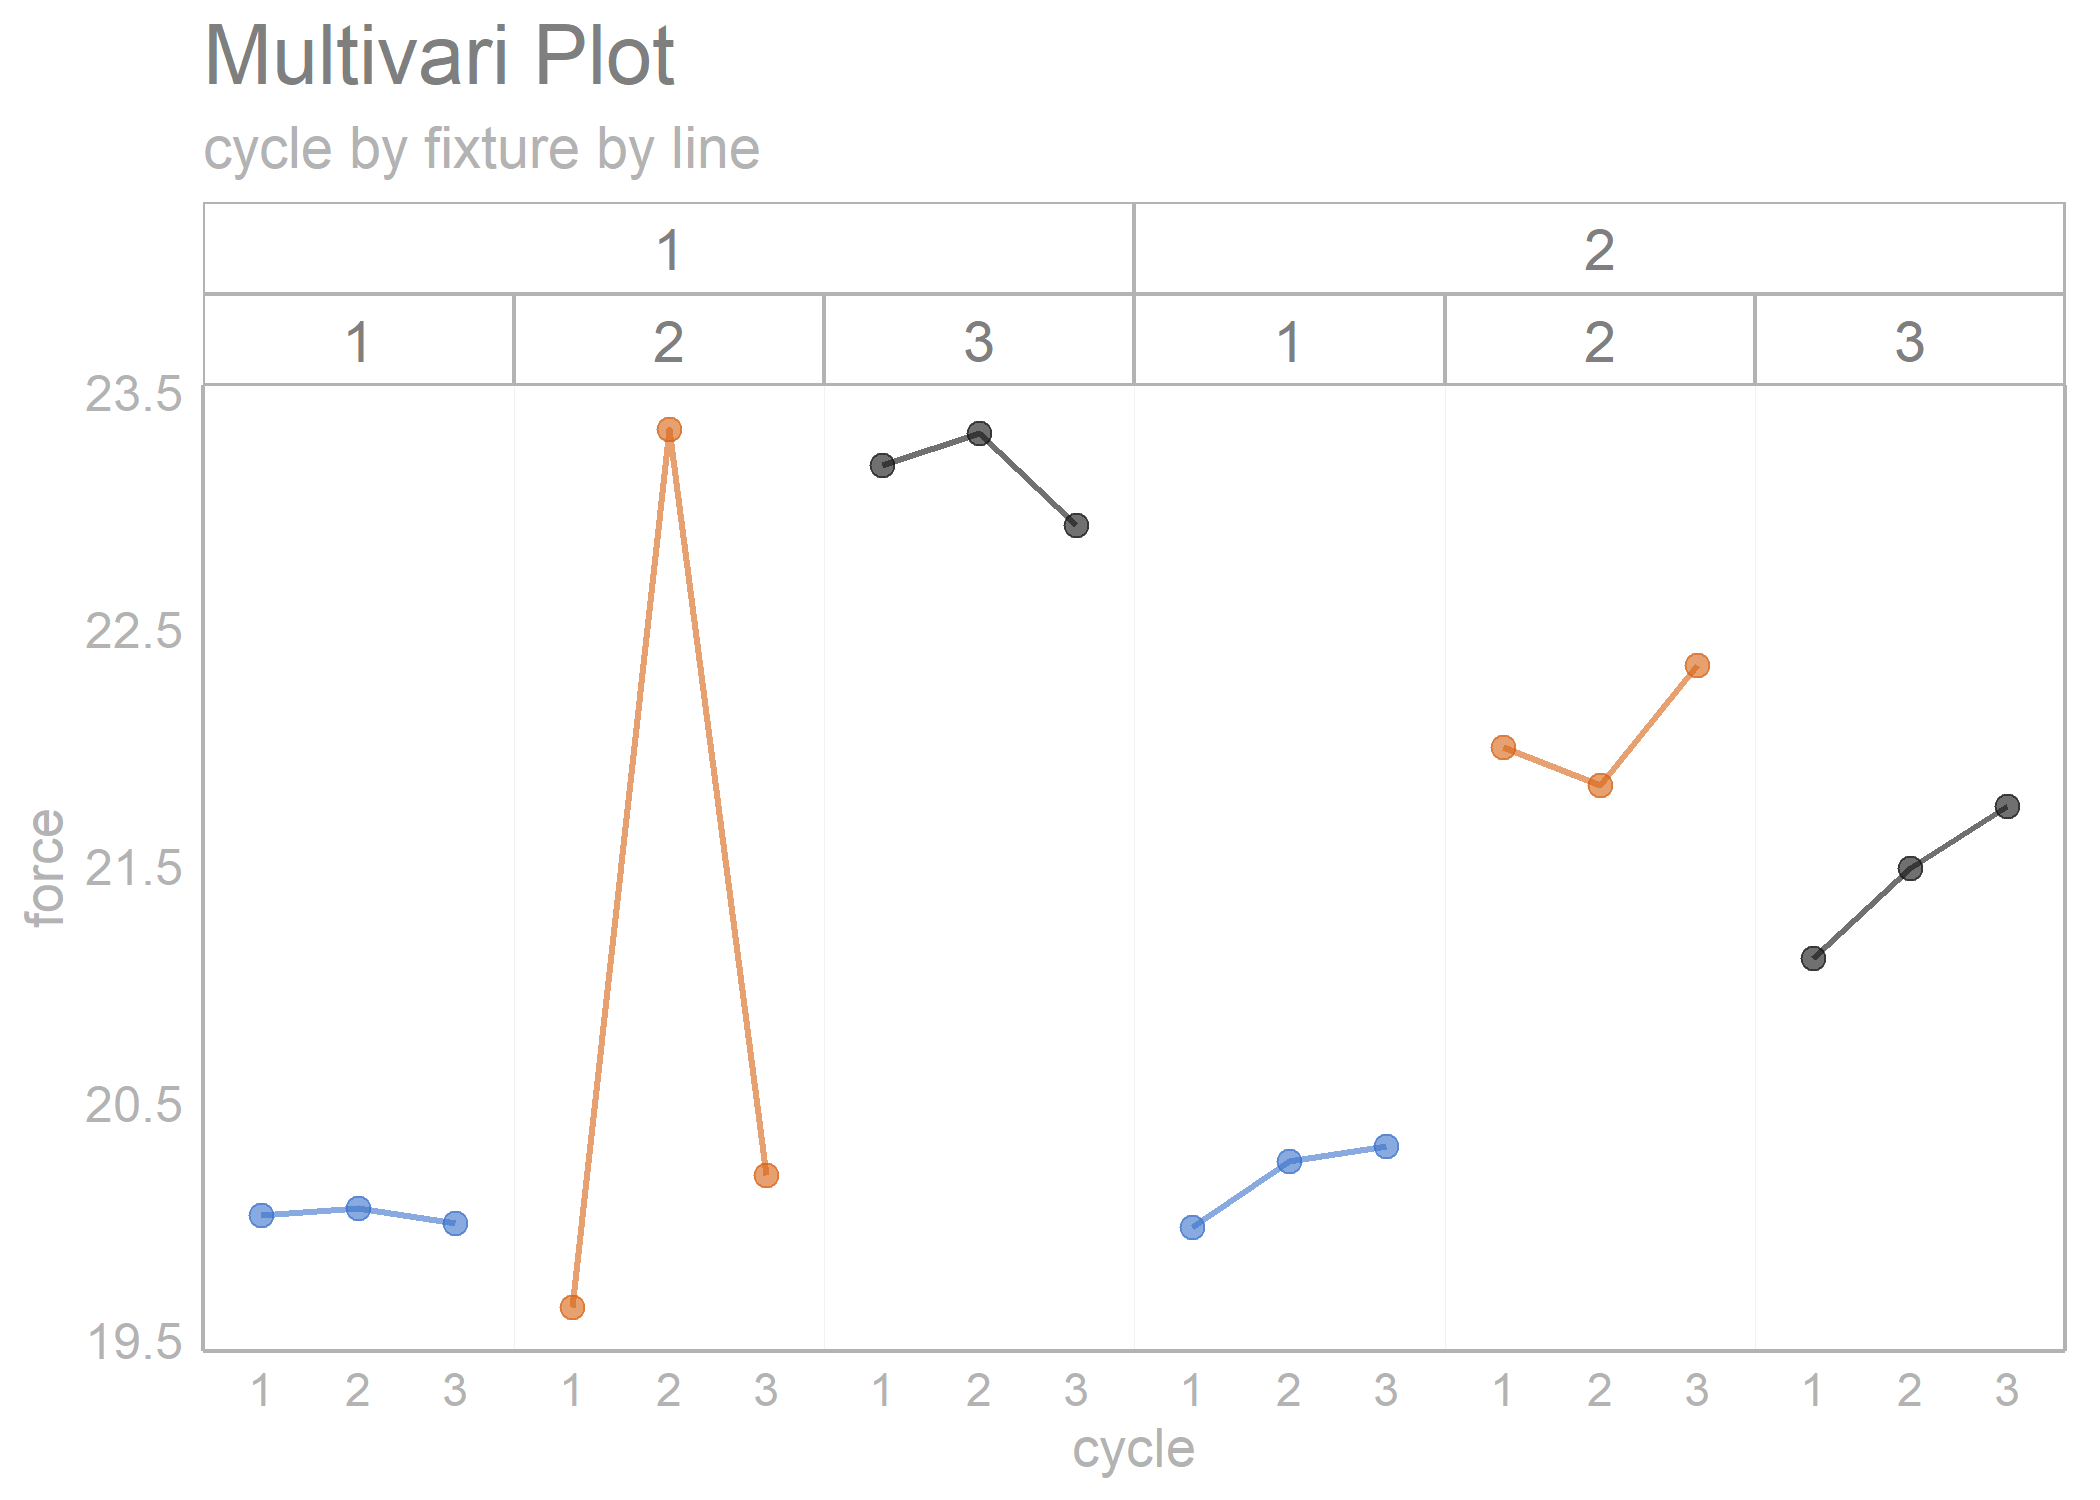 Multivari Plot
cycle by fixture by line
1 2
1 2 3 1 2 3
23.5
22.5
21.5
20.5
19.5
force
1 2 3 1 2 3 1 2 3 1 2 3 1 2 3 1 2 3
cycle